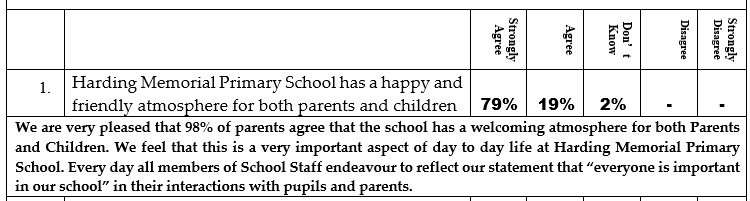 Strongly Agree
Agree
Don't Know
Disagree
Strongly Disagree
1. Harding Memorial Primary School has a happy and
friendly atmosphere for both parents and children 79% 19% 2% - -
We are very pleased that 98% of parents agree that the school has a welcoming atmosphere for both Parents
and Children. We feel that this is a very important aspect of day to day life at Harding Memorial Primary
School. Every day all members of School Staff endeavour to reflect our statement that “everyone is important
in our school” in their interactions with pupils and parents.